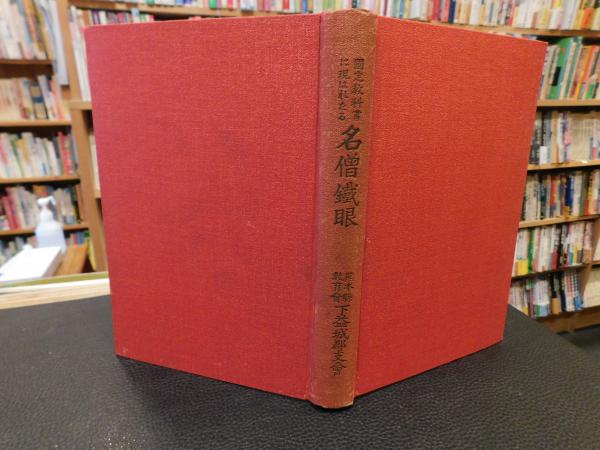 國定教科書
に現はれたる
名僧鐵眼
熊本縣
教育會
下益城郡支會